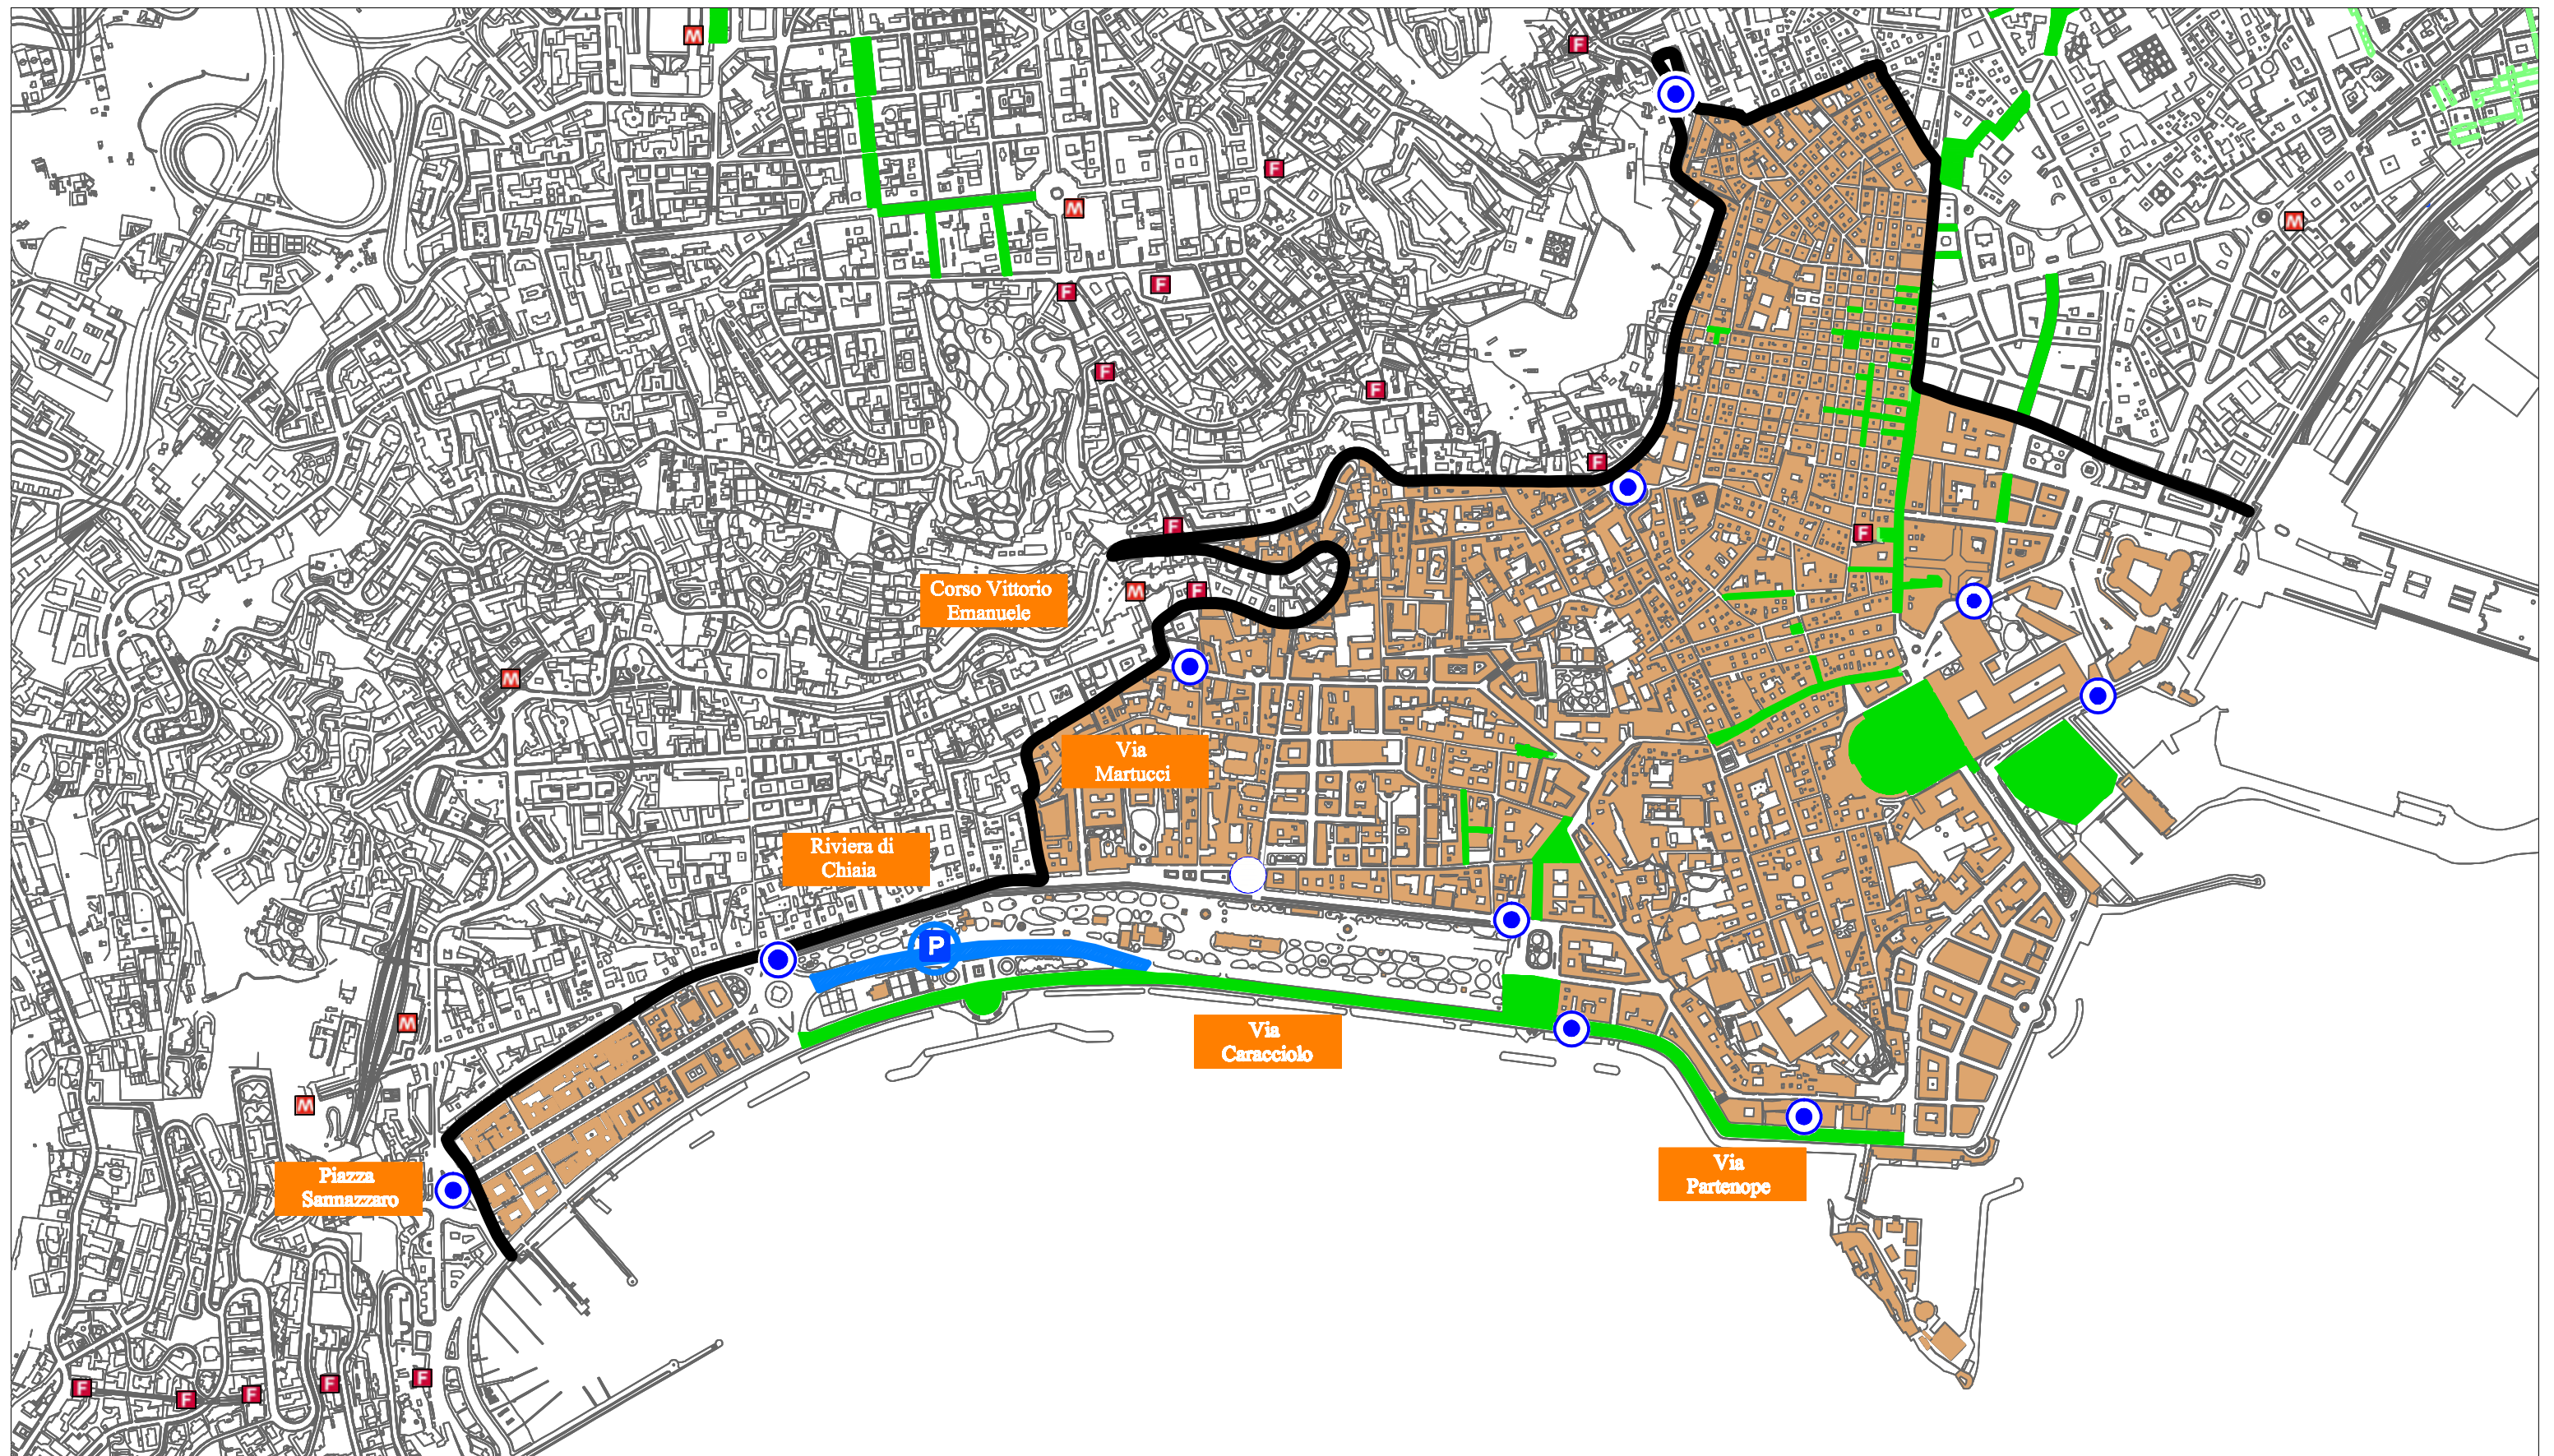 M
F
F
M
M
F
F
F
F
F
Corso Vittorio
Emanuele
F
M
F
F
M
Via
Martucci
Riviera di
Chiaia
P
M
Via
Caracciolo
M
Piazza
Sannazzaro
Via
Partenope
F
F
F
F
F